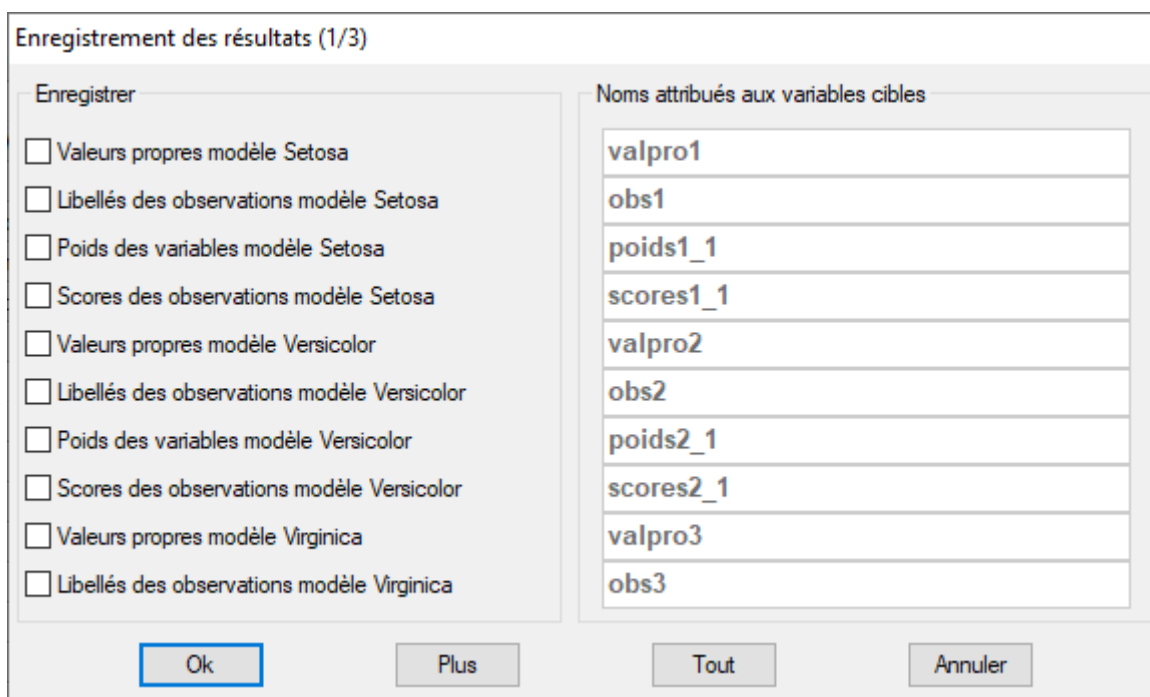 Enregistrement des résultats (1/3)
Enregistrer
Noms attribués aux variables cibles
Valeurs propres modèle Setosa
valpro1
Libellés des observations modèle Setosa
obs1
Poids des variables modèle Setosa
poids1_1
Scores des observations modèle Setosa
scores1_1
Valeurs propres modèle Versicolor
valpro2
Libellés des observations modèle Versicolor
obs2
Poids des variables modèle Versicolor
poids2_1
Scores des observations modèle Versicolor
scores2_1
Valeurs propres modèle Virginica
valpro3
Libellés des observations modèle Virginica
obs3
Ok
Plus
Tout
Annuler